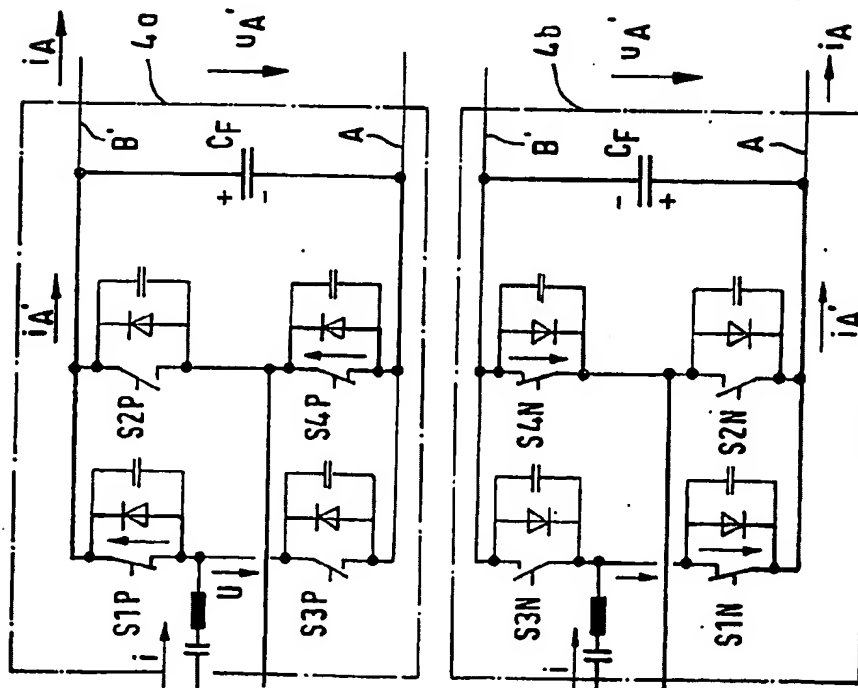 iA
4a
uA'
B'
CF
+
-
A
iA'
S2P
S4P
S1P
U
S3P
i
4b
uA'
B'
CF
-
+
A
iA
S4N
S2N
iA'
S3N
S1N
i